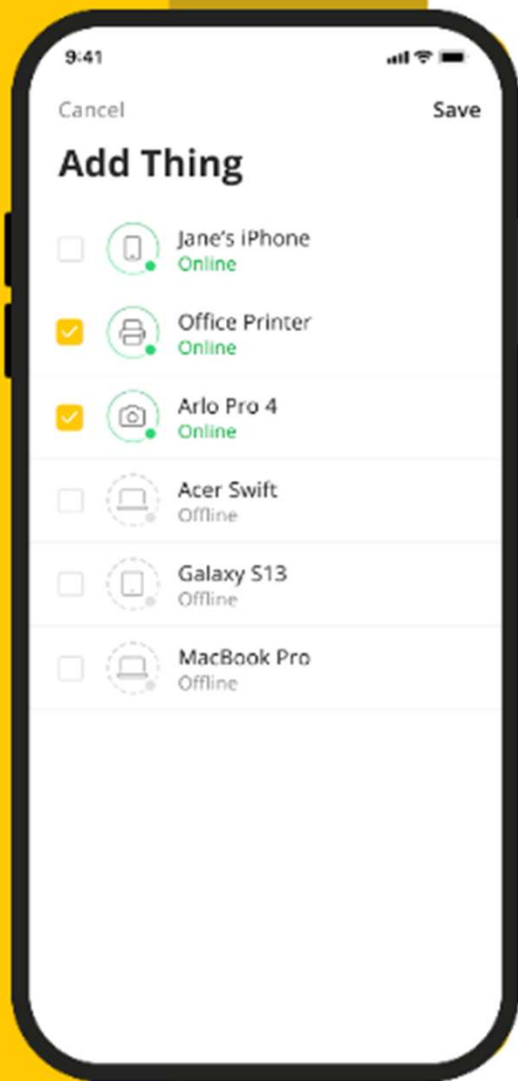 9:41
Cancel
Save
Add Thing
Jane's iPhone
Online
Office Printer
Online
Arlo Pro 4
Online
Acer Swift
Offline
Galaxy S13
Offline
MacBook Pro
Offline